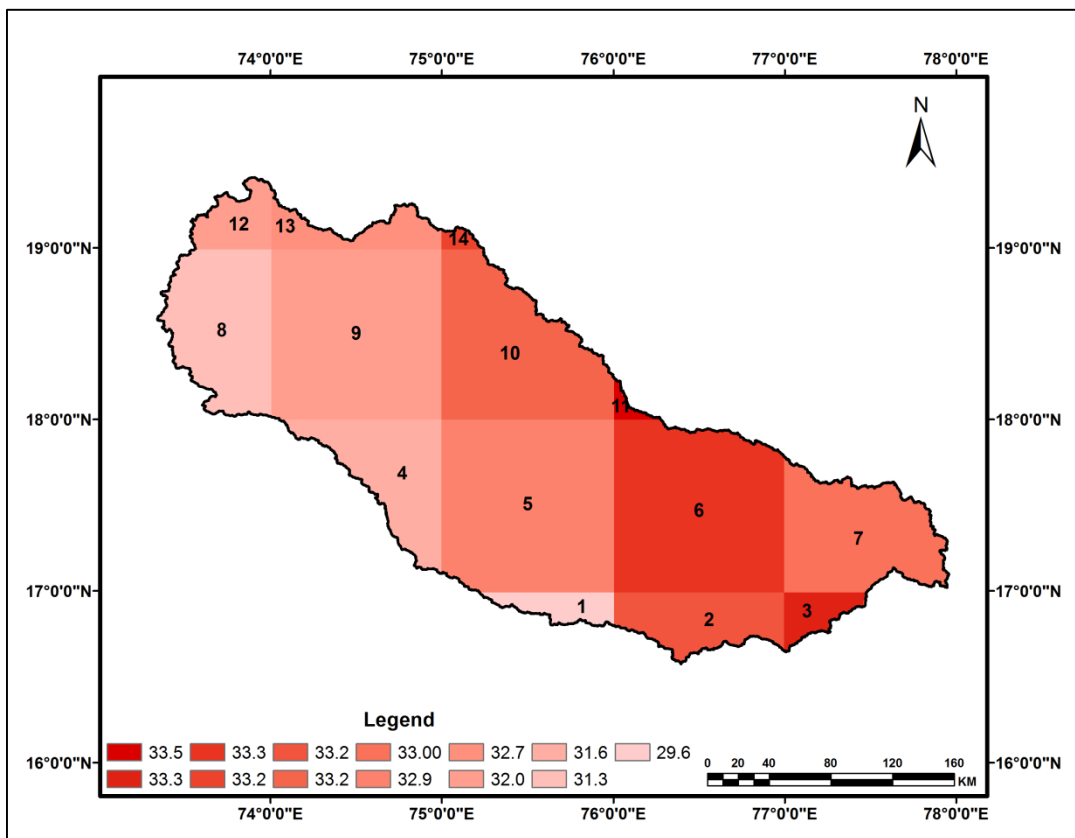 74°0'0"E 75°0'0"E 76°0'0"E 77°0'0"E 78°0'0"E
N
12 13 14
19°0'0"N 19°0'0"N
8 9 10
11
18°0'0"N 18°0'0"N
4 5 6 7
17°0'0"N 17°0'0"N
1 2 3
Legend
33.5 33.3 33.2 33.00 32.7 31.6 29.6
33.3 33.2 33.2 32.9 32.0 31.3
0 10 20 40 80 120 160
KM
16°0'0"N 16°0'0"N
74°0'0"E 75°0'0"E 76°0'0"E 77°0'0"E 78°0'0"E